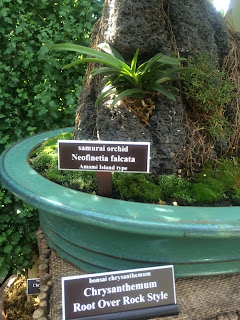 samurai orchid
Neofinetia falcata
Amami Island type
bonsai chrysanthemum
Chrysanthemum
Root Over Rock Style